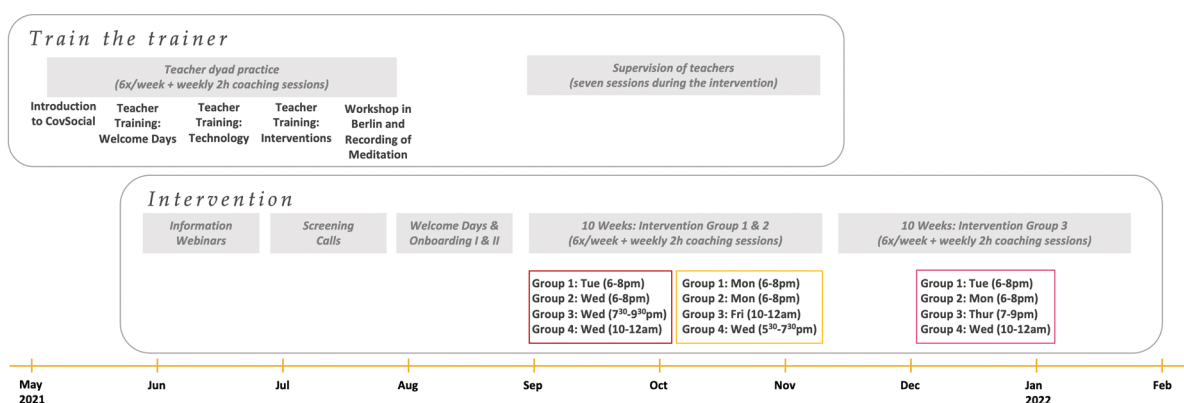 Train the trainer
Teacher dyad practice
(6x/week + weekly 2h coaching sessions)
Supervision of teachers
(seven sessions during the intervention)
Introduction
to CovSocial
Teacher
Training:
Welcome Days
Teacher
Training:
Technology
Teacher
Training:
Interventions
Workshop in
Berlin and
Recording of
Meditation
Intervention
Information
Webinars
Screening
Calls
Welcome Days &
Onboarding I & II
10 Weeks: Intervention Group 1 & 2
(6x/week + weekly 2h coaching sessions)
10 Weeks: Intervention Group 3
(6x/week + weekly 2h coaching sessions)
Group 1: Tue (6-8pm)
Group 2: Wed (6-8pm)
Group 3: Wed (7³⁰-9³⁰pm)
Group 4: Wed (10-12am)
Group 1: Mon (6-8pm)
Group 2: Mon (6-8pm)
Group 3: Fri (10-12am)
Group 4: Wed (5³⁰-7³⁰pm)
Group 1: Tue (6-8pm)
Group 2: Mon (6-8pm)
Group 3: Thur (7-9pm)
Group 4: Wed (10-12am)
May
2021
Jun
Jul
Aug
Sep
Oct
Nov
Dec
Jan
2022
Feb